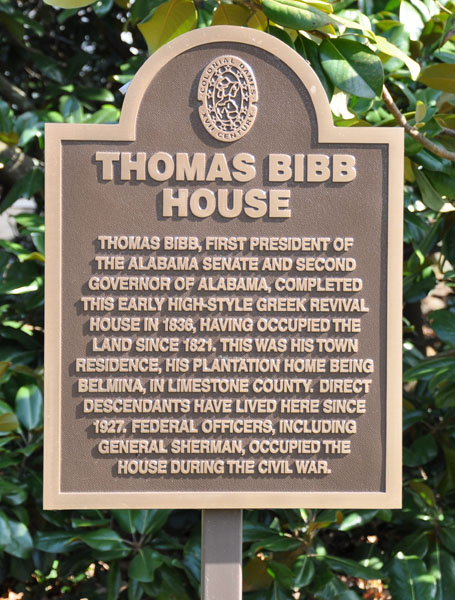 COLONIAL DAMES
XVII CENTURY
THOMAS BIBB
HOUSE
THOMAS BIBB, FIRST PRESIDENT OF
THE ALABAMA SENATE AND SECOND
GOVERNOR OF ALABAMA, COMPLETED
THIS EARLY HIGH-STYLE GREEK REVIVAL
HOUSE IN 1836, HAVING OCCUPIED THE
LAND SINCE 1821. THIS WAS HIS TOWN
RESIDENCE, HIS PLANTATION HOME BEING
BELMINA, IN LIMESTONE COUNTY. DIRECT
DESCENDANTS HAVE LIVED HERE SINCE
1927. FEDERAL OFFICERS, INCLUDING
GENERAL SHERMAN, OCCUPIED THE
HOUSE DURING THE CIVIL WAR.